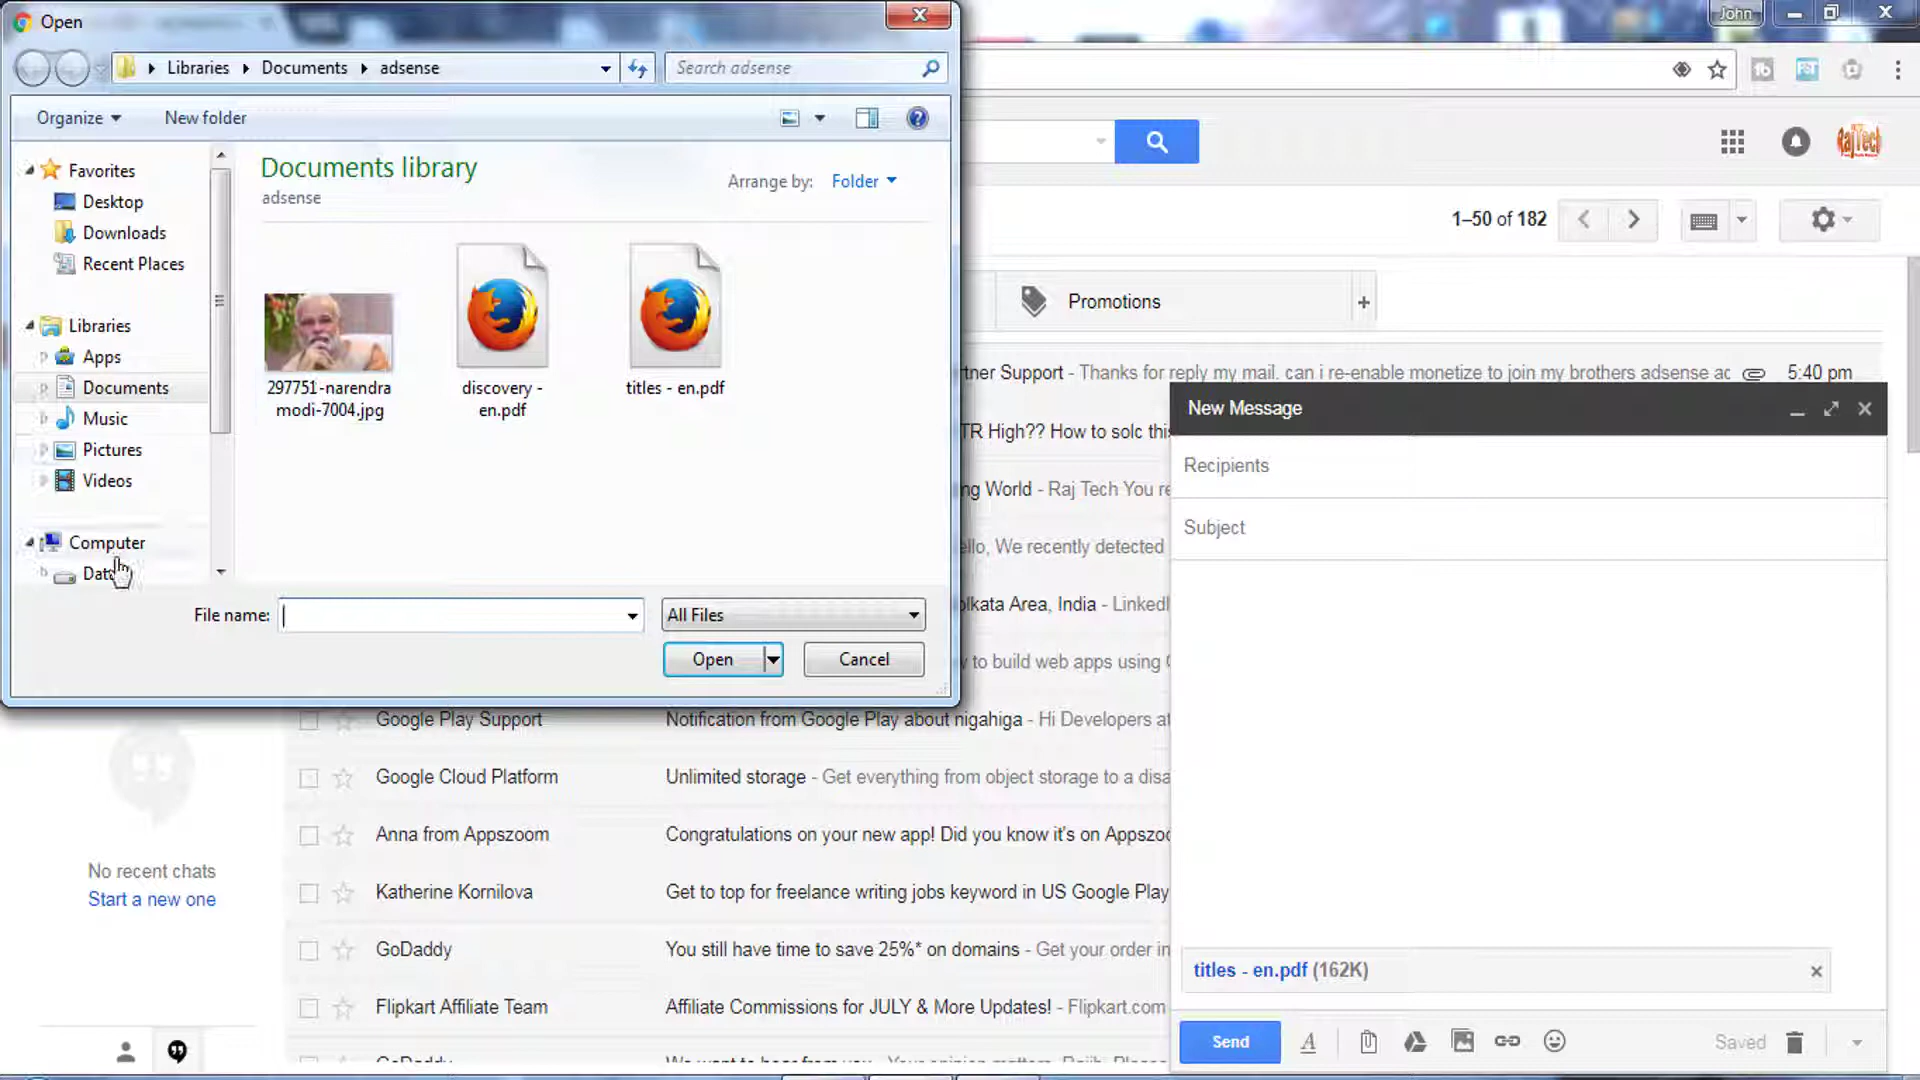 Open
John
Libraries Documents adsense
Search adsense
Organize
New folder
Documents library
adsense
Arrange by: Folder
Favorites
Desktop
Downloads
Recent Places
Libraries
Apps
Documents
Music
Pictures
Videos
Computer
297751-narendra
modi-7004.jpg
discovery -
en.pdf
titles - en.pdf
File name:
All Files
Open
Cancel
RajTech
1–50 of 182
Promotions
+
tner Support - Thanks for reply my mail. can i re-enable monetize to join my brothers adsense ac 5:40 pm
TR High?? How to solc this
ng World - Raj Tech You re
ello, We recently detected
olkata Area, India - LinkedI
y to build web apps using
Google Play Support Notification from Google Play about nigahiga - Hi Developers at
Google Cloud Platform Unlimited storage - Get everything from object storage to a disa
Anna from Appszoom Congratulations on your new app! Did you know it's on Appszoo
Katherine Kornilova Get to top for freelance writing jobs keyword in US Google Play
GoDaddy You still have time to save 25%* on domains - Get your order in
Flipkart Affiliate Team Affiliate Commissions for JULY & More Updates! - Flipkart.com
No recent chats
Start a new one
New Message
Recipients
Subject
titles - en.pdf (162K)
Send
Saved